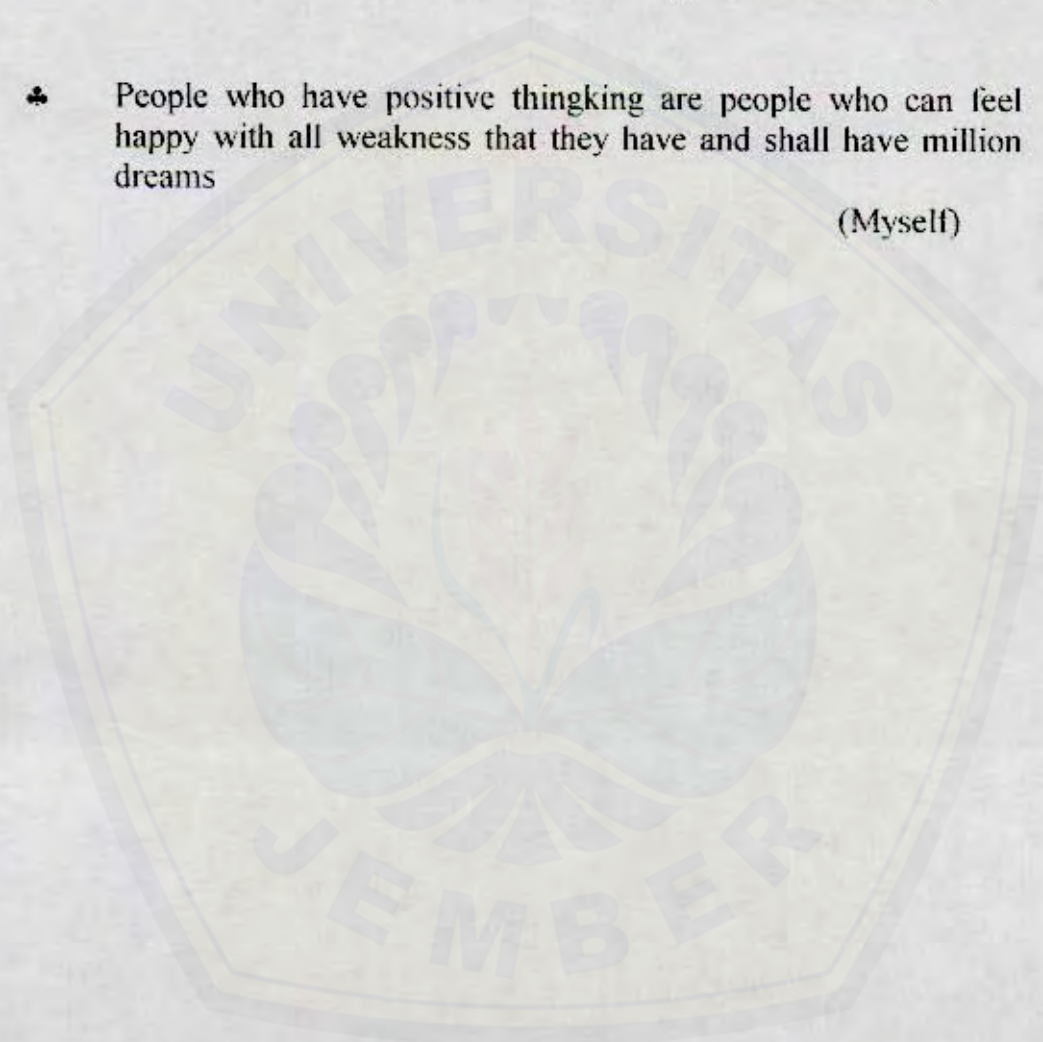 ♣ People who have positive thingking are people who can feel
happy with all weakness that they have and shall have million
dreams
(Myself)
UNIVERSITAS
JEMBER